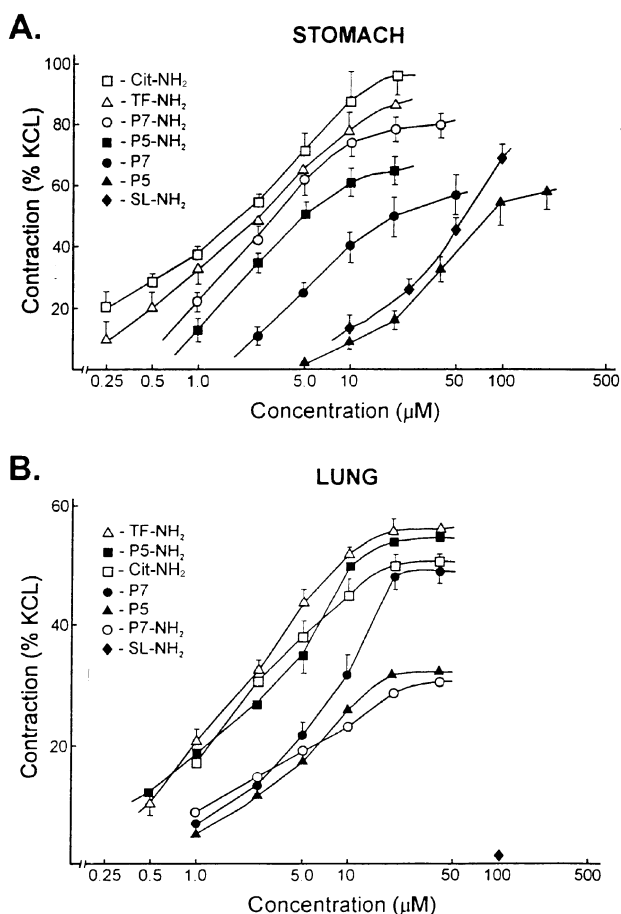 A.
STOMACH
Contraction (% KCL)
100
80
60
40
20
- Cit-NH₂
- TF-NH₂
- P7-NH₂
- P5-NH₂
- P7
- P5
- SL-NH₂
0.25 0.5 1.0 5.0 10 50 100 500
Concentration (μM)
B.
LUNG
Contraction (% KCL)
60
40
20
- TF-NH₂
- P5-NH₂
- Cit-NH₂
- P7
- P5
- P7-NH₂
- SL-NH₂
0.25 0.5 1.0 5.0 10 50 100 500
Concentration (μM)